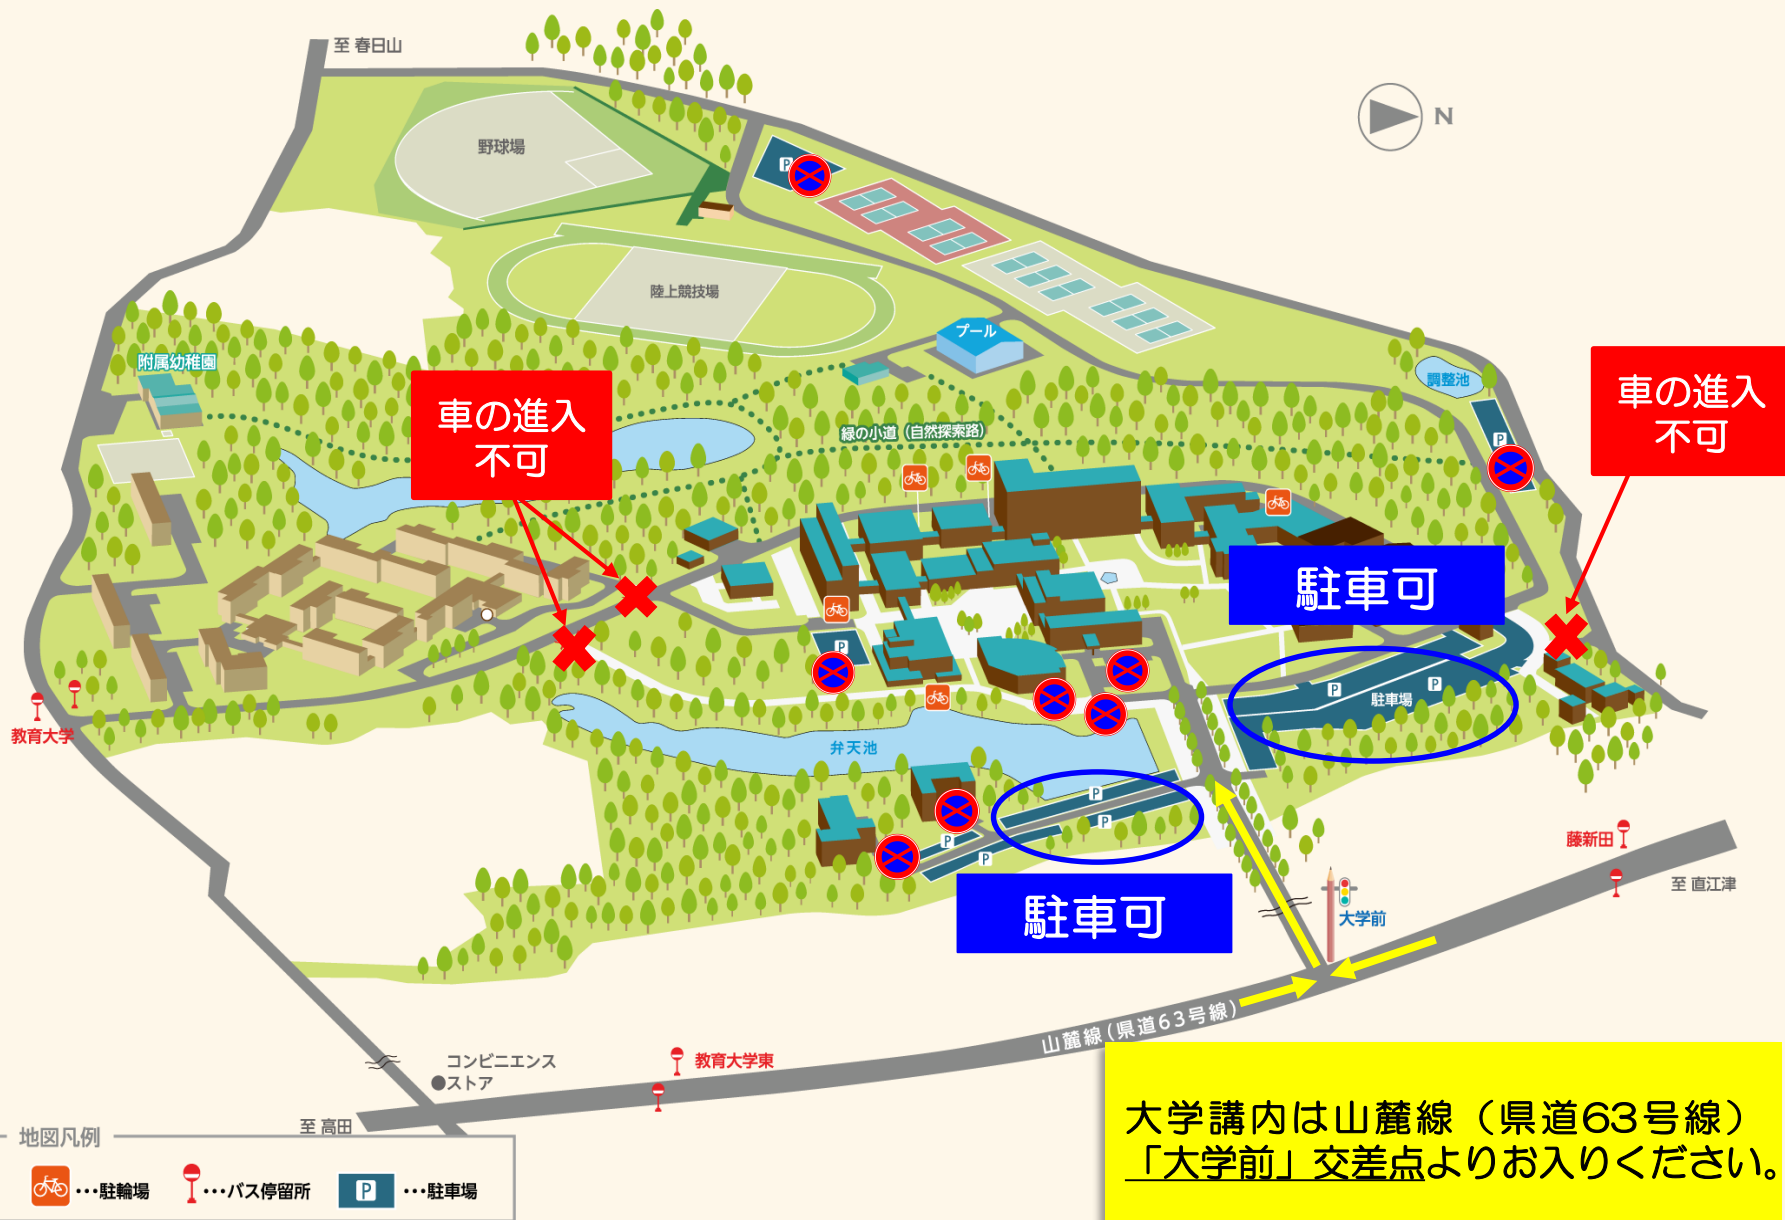 至 春日山
N
野球場
P
陸上競技場
プール
附属幼稚園
調整池
車の進入
不可
車の進入
不可
緑の小道（自然探索路）
P
駐車可
P
P
P
駐車場
教育大学
弁天池
P
P
P
P
藤新田
至 直江津
駐車可
大学前
山麓線（県道63号線）
コンビニエンス
ストア
教育大学東
至 高田
大学講内は山麓線（県道63号線）
「大学前」交差点よりお入りください。
地図凡例
…駐輪場
…バス停留所
P …駐車場